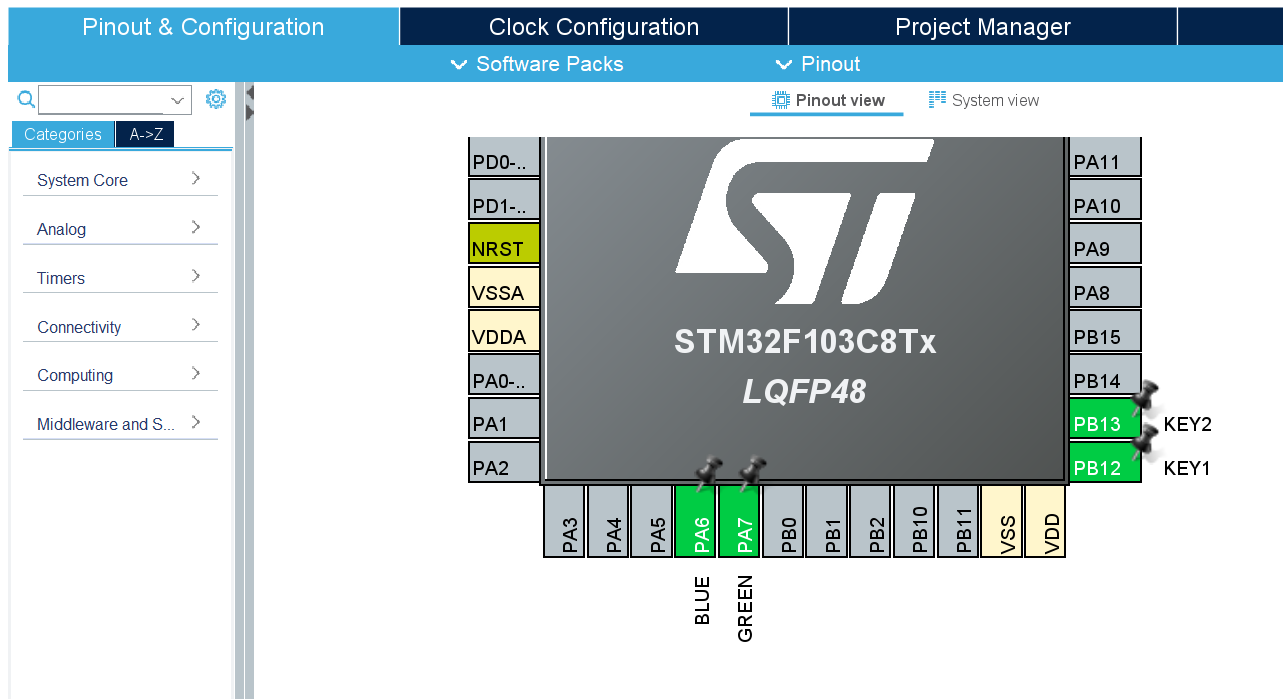 Pinout & Configuration
Clock Configuration
Project Manager
Software Packs
Pinout
Pinout view
System view
Categories
A->Z
System Core
Analog
Timers
Connectivity
Computing
Middleware and S...
PD0-..
PD1-..
NRST
VSSA
VDDA
PA0-..
PA1
PA2
STM32F103C8Tx
LQFP48
PA11
PA10
PA9
PA8
PB15
PB14
PB13 KEY2
PB12 KEY1
PA3
PA4
PA5
PA6
PA7
PB0
PB1
PB2
PB10
PB11
VSS
VDD
BLUE
GREEN